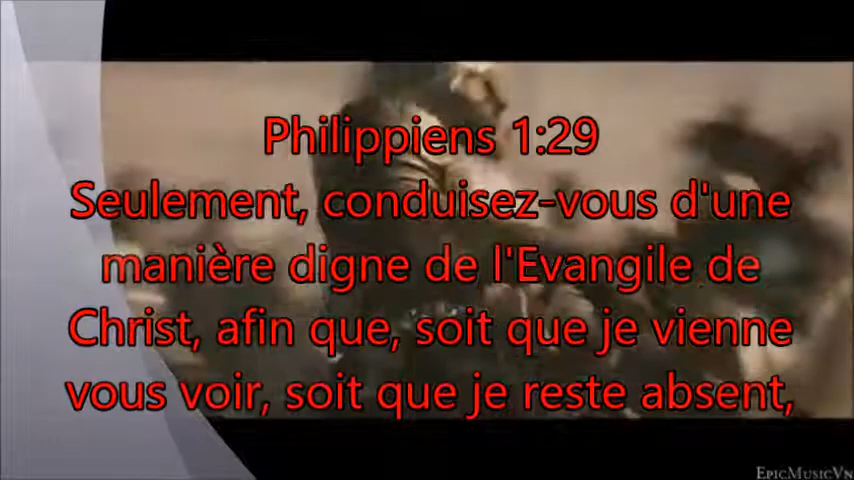 Philippiens 1:29
Seulement, conduisez-vous d'une
manière digne de l'Evangile de
Christ, afin que, soit que je vienne
vous voir, soit que je reste absent,
EpicMusicVn